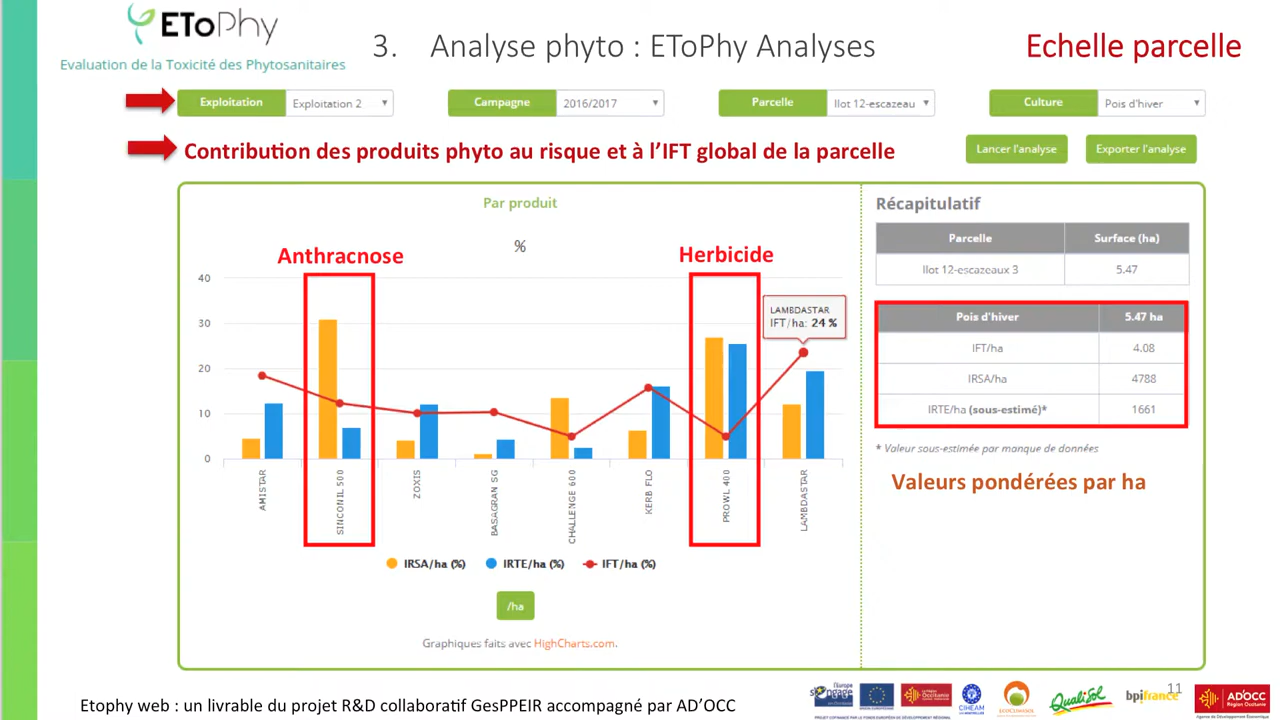 EToPhy
Evaluation de la Toxicité des Phytosanitaires
3. Analyse phyto : EToPhy Analyses
Echelle parcelle
Exploitation Exploitation 2 Campagne 2016/2017 Parcelle Ilot 12-escazeau Culture Pois d'hiver
Contribution des produits phyto au risque et à l'IFT global de la parcelle
Lancer l'analyse Exporter l'analyse
Par produit
%
Anthracnose
Herbicide
40
30
20
10
0
LAMBDASTAR
IFT/ha: 24 %
AMISTAR
SINCONIL 500
ZOXIS
BASAGRAN SG
CHALLENGE 600
KERB FLO
PROWL 400
LAMBDASTAR
IRSA/ha (%) IRTE/ha (%) IFT/ha (%)
/ha
Graphiques faits avec HighCharts.com.
Récapitulatif
Parcelle Surface (ha)
Ilot 12-escazeaux 3 5.47
Pois d'hiver 5.47 ha
IFT/ha 4.08
IRSA/ha 4788
IRTE/ha (sous-estimé)* 1661
* Valeur sous-estimée par manque de données
Valeurs pondérées par ha
Etophy web : un livrable du projet R&D collaboratif GesPPEIR accompagné par AD'OCC
l'Europe s'engage
CIHEAM
QualiSol
bpifrance
11
AD'OCC
Région Occitanie